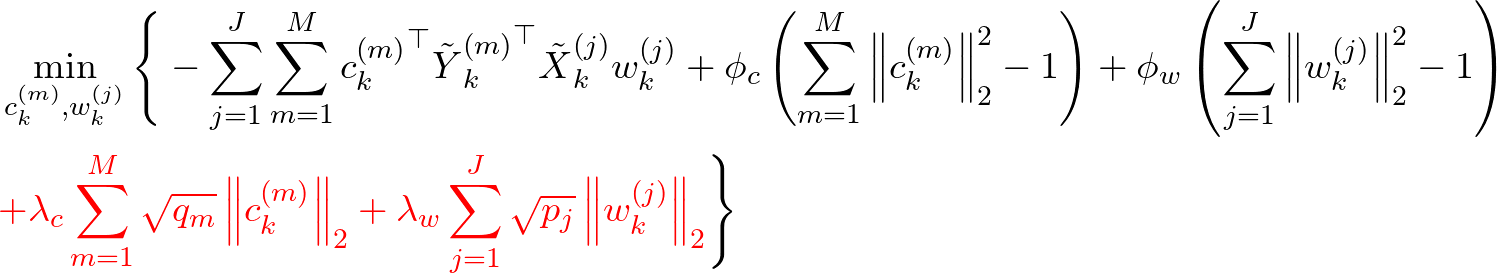 \min_{c_k^{(m)}, w_k^{(j)}} \Bigg\{ -\sum_{j=1}^{J} \sum_{m=1}^{M} {c_k^{(m)}}^\top {\tilde{Y}_k^{(m)}}^\top \tilde{X}_k^{(j)} w_k^{(j)} + \phi_c \left( \sum_{m=1}^{M} \left\| c_k^{(m)} \right\|_2^2 - 1 \right) + \phi_w \left( \sum_{j=1}^{J} \left\| w_k^{(j)} \right\|_2^2 - 1 \right)
+ \lambda_c \sum_{m=1}^{M} \sqrt{q_m} \left\| c_k^{(m)} \right\|_2 + \lambda_w \sum_{j=1}^{J} \sqrt{p_j} \left\| w_k^{(j)} \right\|_2 \Bigg\}